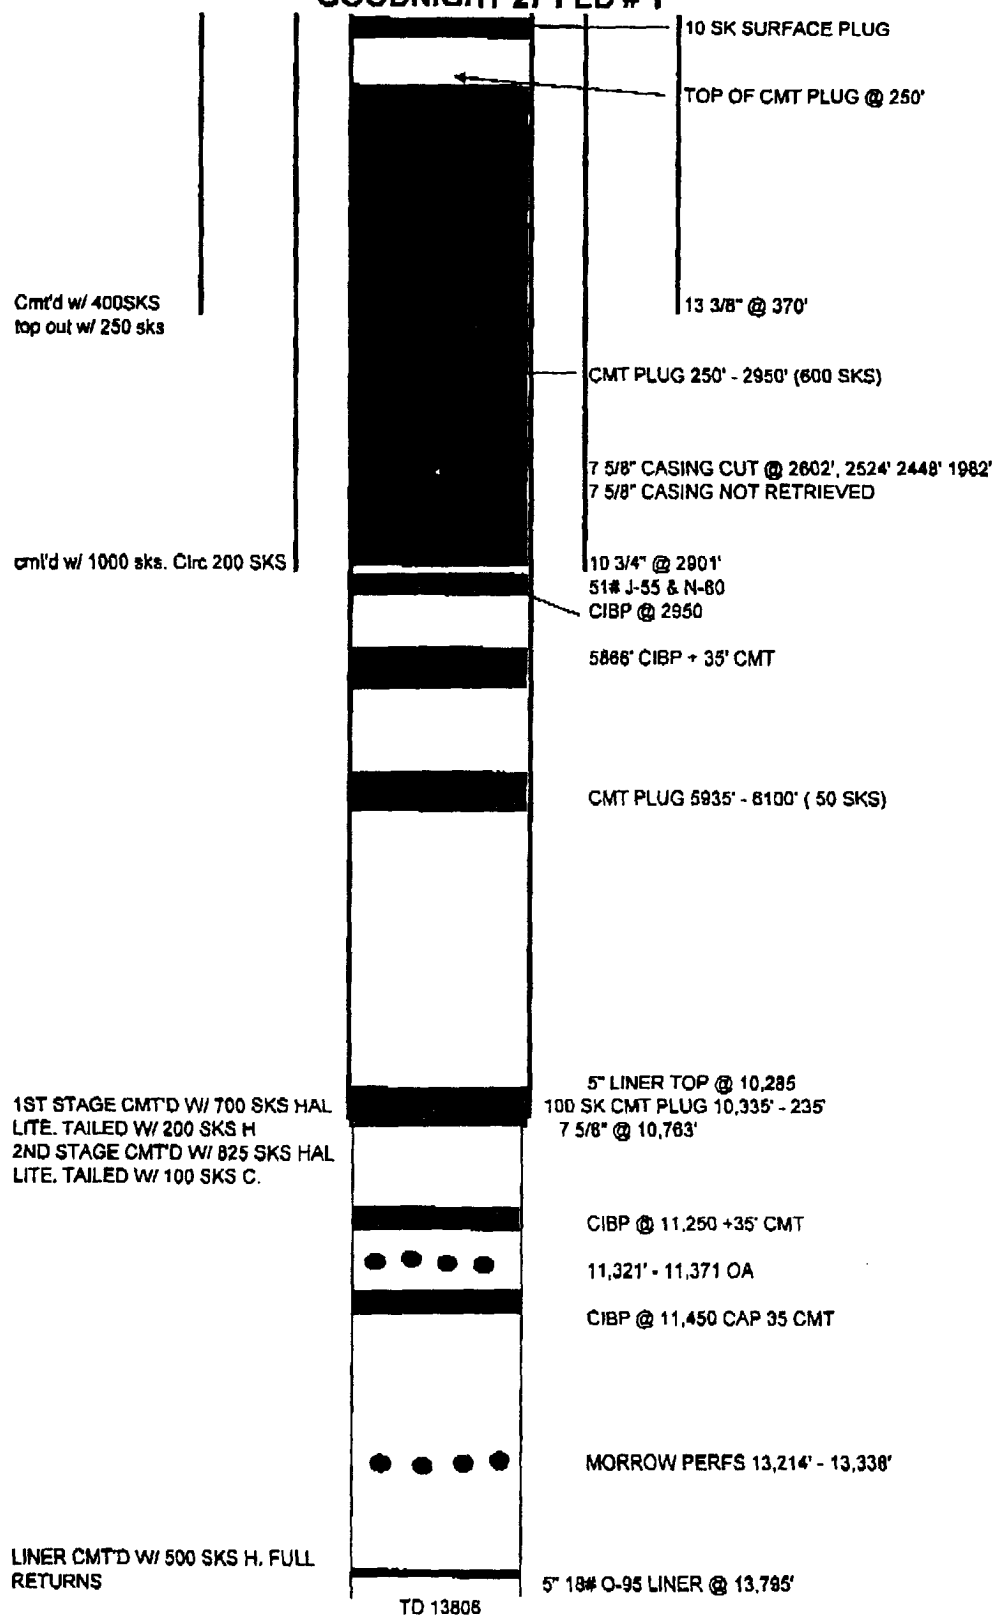 GOODNIGHT 27 FED # 1
10 SK SURFACE PLUG
TOP OF CMT PLUG @ 250'
Cmt'd w/ 400SKS
top out w/ 250 sks
13 3/8" @ 370'
CMT PLUG 250' - 2950' (600 SKS)
7 5/8" CASING CUT @ 2602', 2524' 2448' 1982'
7 5/8" CASING NOT RETRIEVED
cmt'd w/ 1000 sks. Circ 200 SKS
10 3/4" @ 2901'
51# J-55 & N-80
CIBP @ 2950
5866' CIBP + 35' CMT
CMT PLUG 5935' - 6100' ( 50 SKS)
5" LINER TOP @ 10,285
100 SK CMT PLUG 10,335' - 235'
7 5/8" @ 10,763'
1ST STAGE CMT'D W/ 700 SKS HAL
LITE. TAILED W/ 200 SKS H
2ND STAGE CMT'D W/ 825 SKS HAL
LITE. TAILED W/ 100 SKS C.
CIBP @ 11,250 +35' CMT
11,321' - 11,371 OA
CIBP @ 11,450 CAP 35 CMT
MORROW PERFS 13,214' - 13,338'
LINER CMT'D W/ 500 SKS H. FULL
RETURNS
5" 18# O-95 LINER @ 13,795'
TD 13806